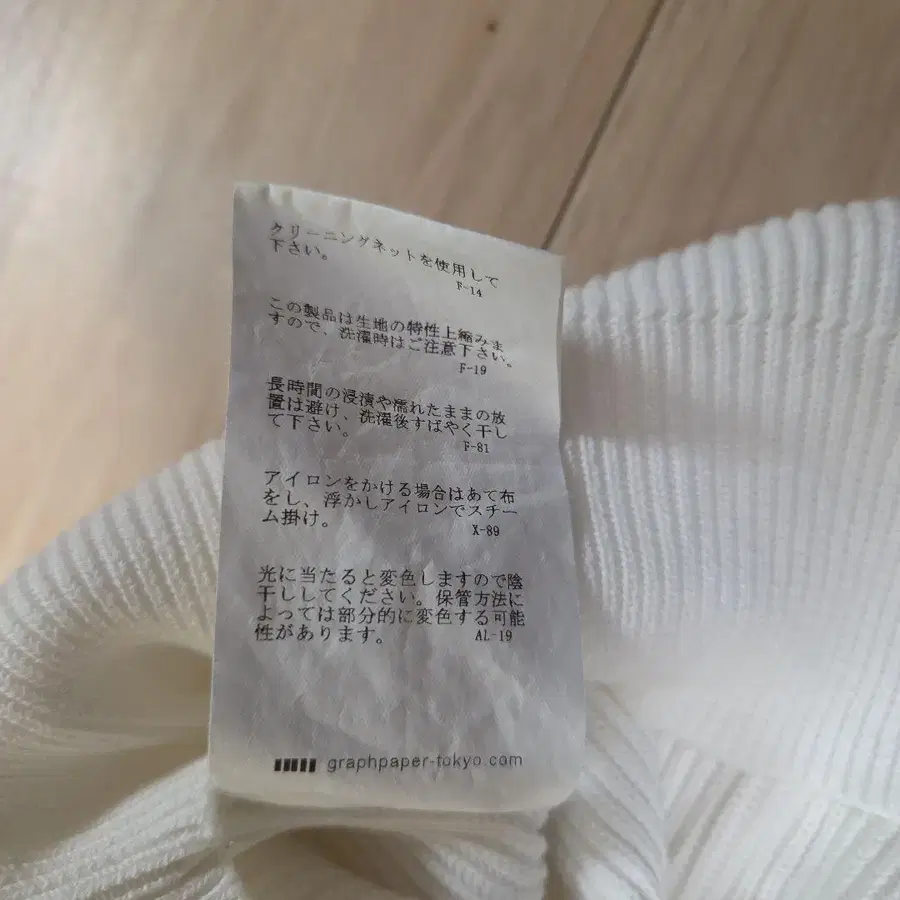 クリーニングネットを使用して
下さい。
F-14
この製品は生地の特性上縮みま
すので、洗濯時はご注意下さい。
F-19
長時間の浸漬や濡れたままの放
置は避け、洗濯後すばやく干し
て下さい。
F-81
アイロンをかける場合はあて布
をし、浮かしアイロンでスチー
ム掛け。
X-89
光に当たると変色しますので陰
干ししてください。保管方法に
よっては部分的に変色する可能
性があります。
AL-19
graphpaper-tokyo.com